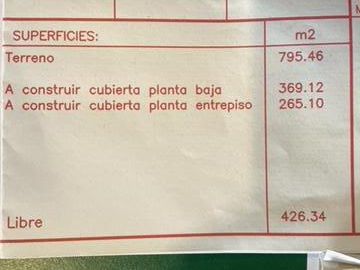 SUPERFICIES: m2
Terreno 795.46
A construir cubierta planta baja 369.12
A construir cubierta planta entrepiso 265.10
Libre 426.34